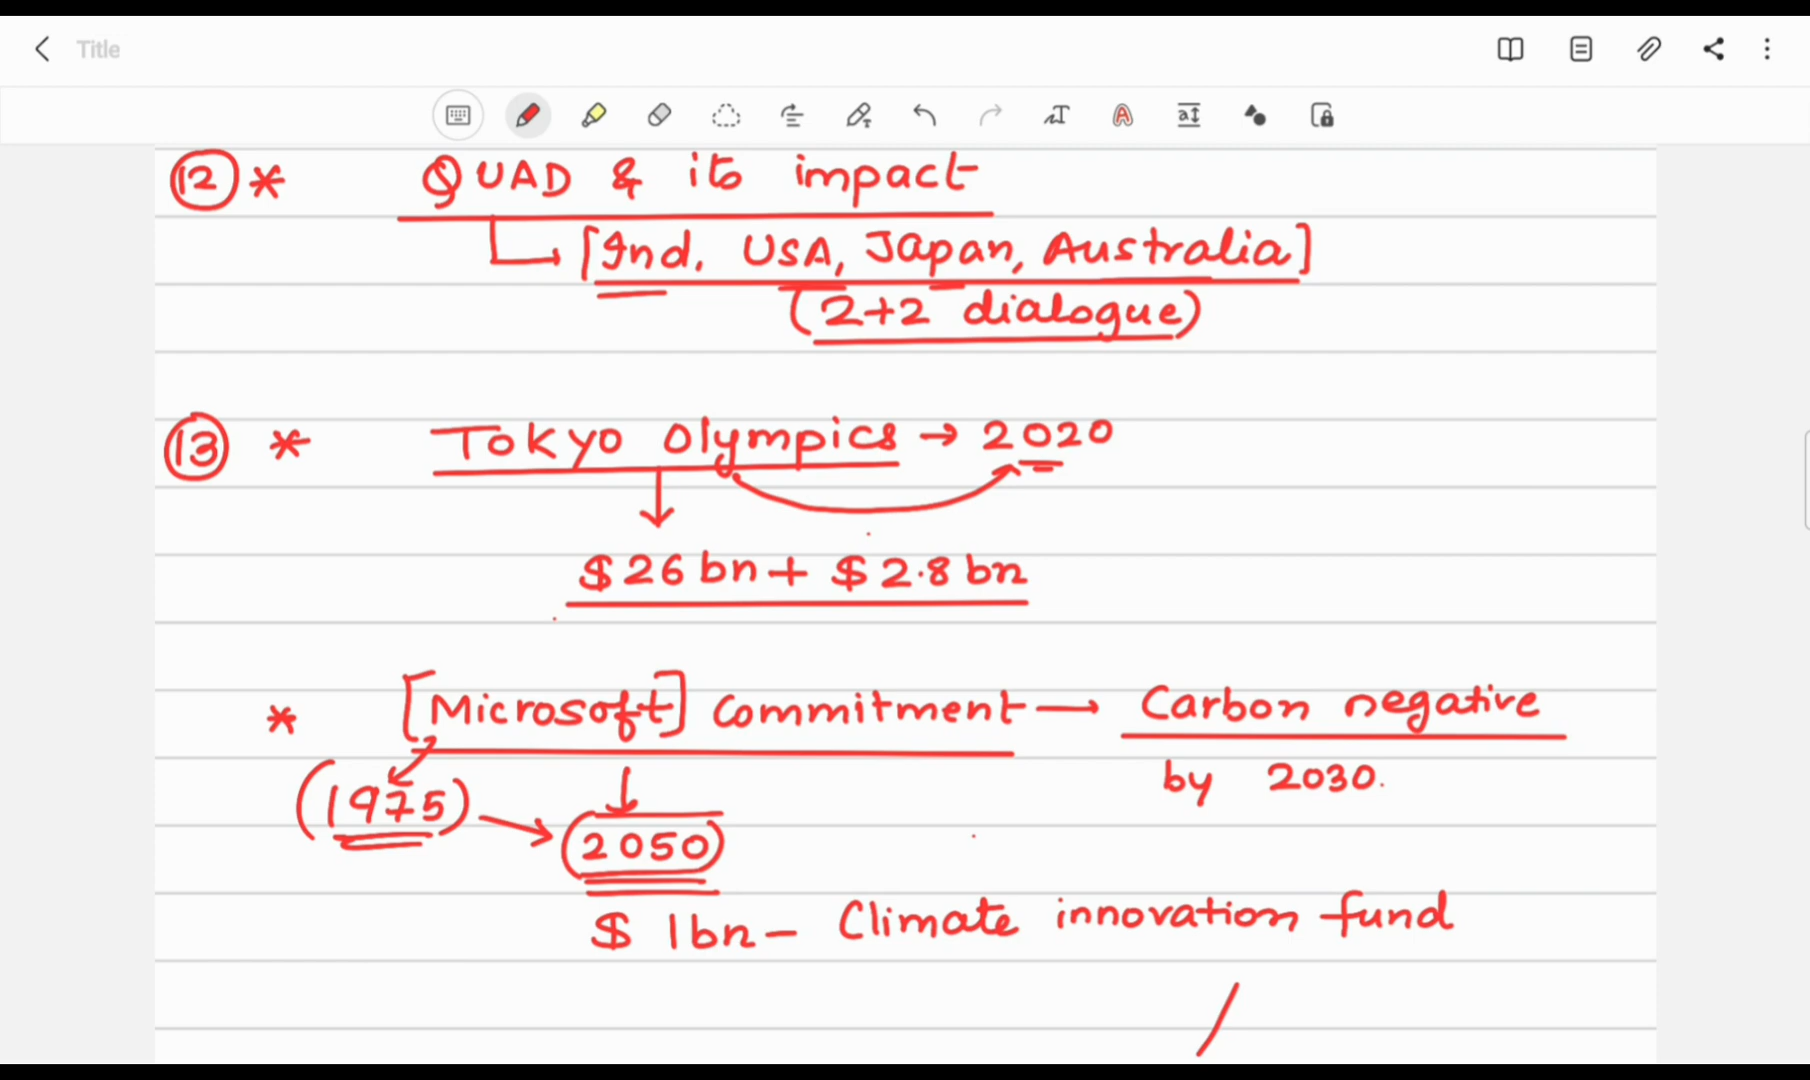 Title
12 * QUAD & its impact
[Ind, USA, Japan, Australia]
(2+2 dialogue)
13 * Tokyo Olympics → 2020
$26 bn + $2.8 bn
* [Microsoft] Commitment → Carbon negative
by 2030.
(1975) → (2050)
$ 1bn - Climate innovation fund